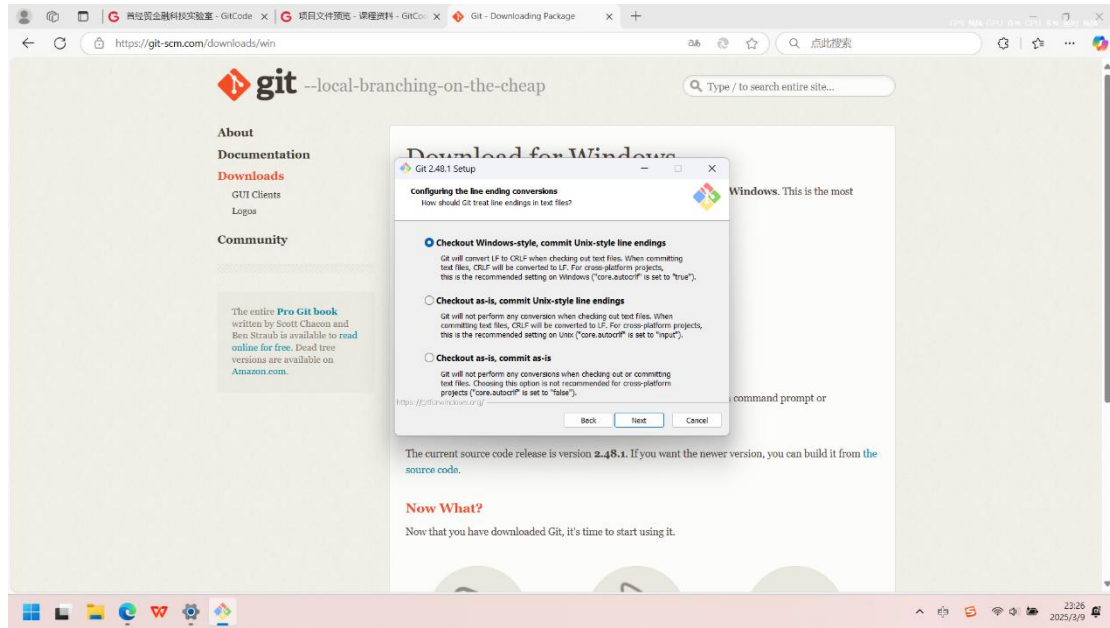 首经贸金融科技实验室 - GitCode
项目文件预览 - 课程资料 - GitCo
Git - Downloading Package
https://git-scm.com/downloads/win
点此搜索
git --local-branching-on-the-cheap
Type / to search entire site...
About
Documentation
Downloads
GUI Clients
Logos
Community
The entire Pro Git book
written by Scott Chacon and
Ben Straub is available to read
online for free. Dead tree
versions are available on
Amazon.com.
Download for Windows
Windows. This is the most
Git 2.48.1 Setup
Configuring the line ending conversions
How should Git treat line endings in text files?
Checkout Windows-style, commit Unix-style line endings
Git will convert LF to CRLF when checking out text files. When committing
text files, CRLF will be converted to LF. For cross-platform projects,
this is the recommended setting on Windows ("core.autocrlf" is set to "true").
Checkout as-is, commit Unix-style line endings
Git will not perform any conversion when checking out text files. When
committing text files, CRLF will be converted to LF. For cross-platform projects,
this is the recommended setting on Unix ("core.autocrlf" is set to "input").
Checkout as-is, commit as-is
Git will not perform any conversions when checking out or committing
text files. Choosing this option is not recommended for cross-platform
projects ("core.autocrlf" is set to "false").
https://gitforwindows.org/
Back
Next
Cancel
command prompt or
The current source code release is version 2.48.1. If you want the newer version, you can build it from the
source code.
Now What?
Now that you have downloaded Git, it's time to start using it.
23:26
2025/3/9